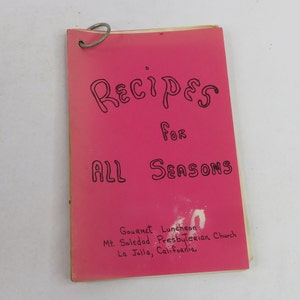 RECIPES
FOR
ALL SEASONS
Gourmet Luncheon
Mt. Soledad Presbyterian Church
La Jolla, California